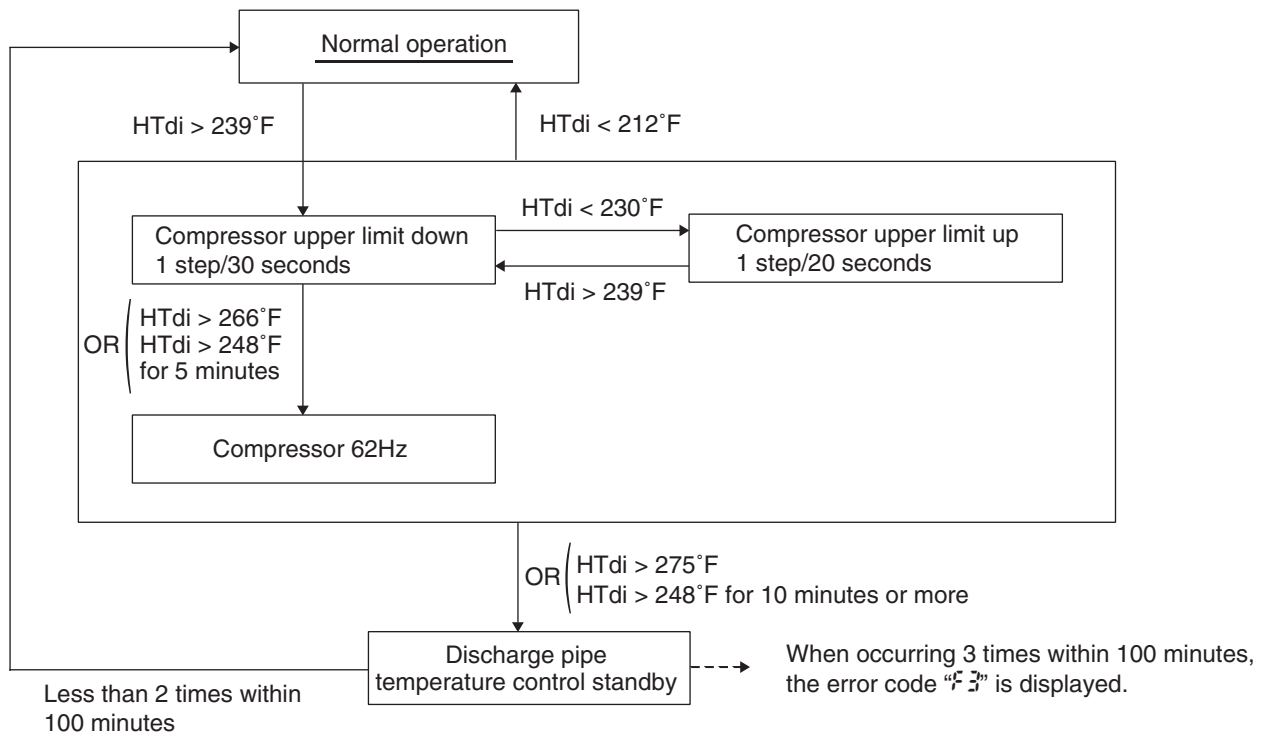 Normal operation
HTdi > 239˚F
HTdi < 212˚F
Compressor upper limit down
1 step/30 seconds
HTdi < 230˚F
HTdi > 239˚F
Compressor upper limit up
1 step/20 seconds
OR
HTdi > 266˚F
HTdi > 248˚F
for 5 minutes
Compressor 62Hz
OR
HTdi > 275˚F
HTdi > 248˚F for 10 minutes or more
Discharge pipe
temperature control standby
Less than 2 times within
100 minutes
When occurring 3 times within 100 minutes,
the error code “F3” is displayed.